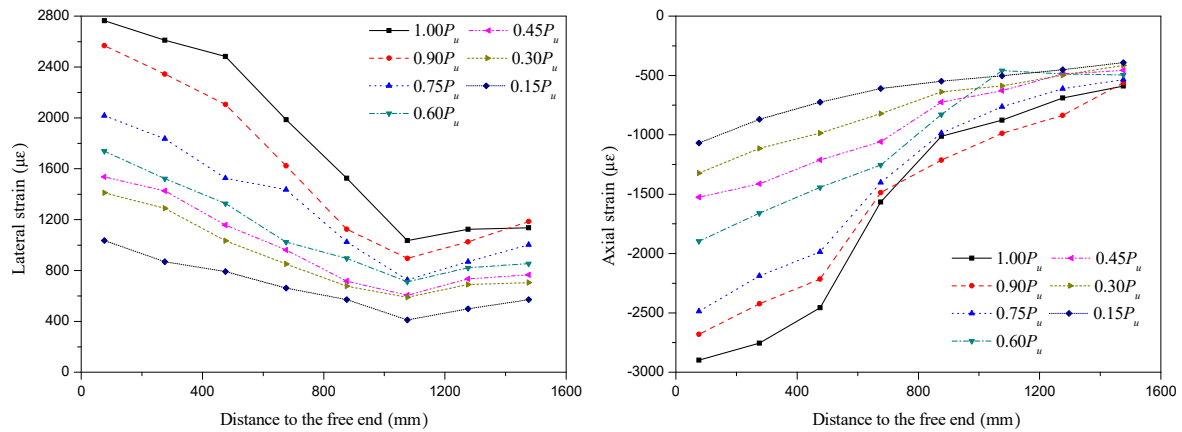 2800
2400
2000
1600
1200
800
400
0
Lateral strain (με)
1.00Pu 0.45Pu
0.90Pu 0.30Pu
0.75Pu 0.15Pu
0.60Pu
0 400 800 1200 1600
Distance to the free end (mm)
0
-500
-1000
-1500
-2000
-2500
-3000
Axial strain (με)
1.00Pu 0.45Pu
0.90Pu 0.30Pu
0.75Pu 0.15Pu
0.60Pu
0 400 800 1200 1600
Distance to the free end (mm)